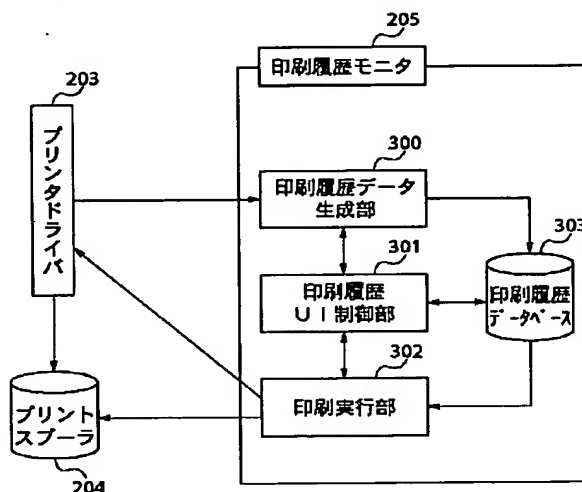 205
印刷履歴モニタ
203
プリンタドライバ
300
印刷履歴データ
生成部
303
印刷履歴
データベース
301
印刷履歴
UI制御部
302
印刷実行部
プリント
スプーラ
204